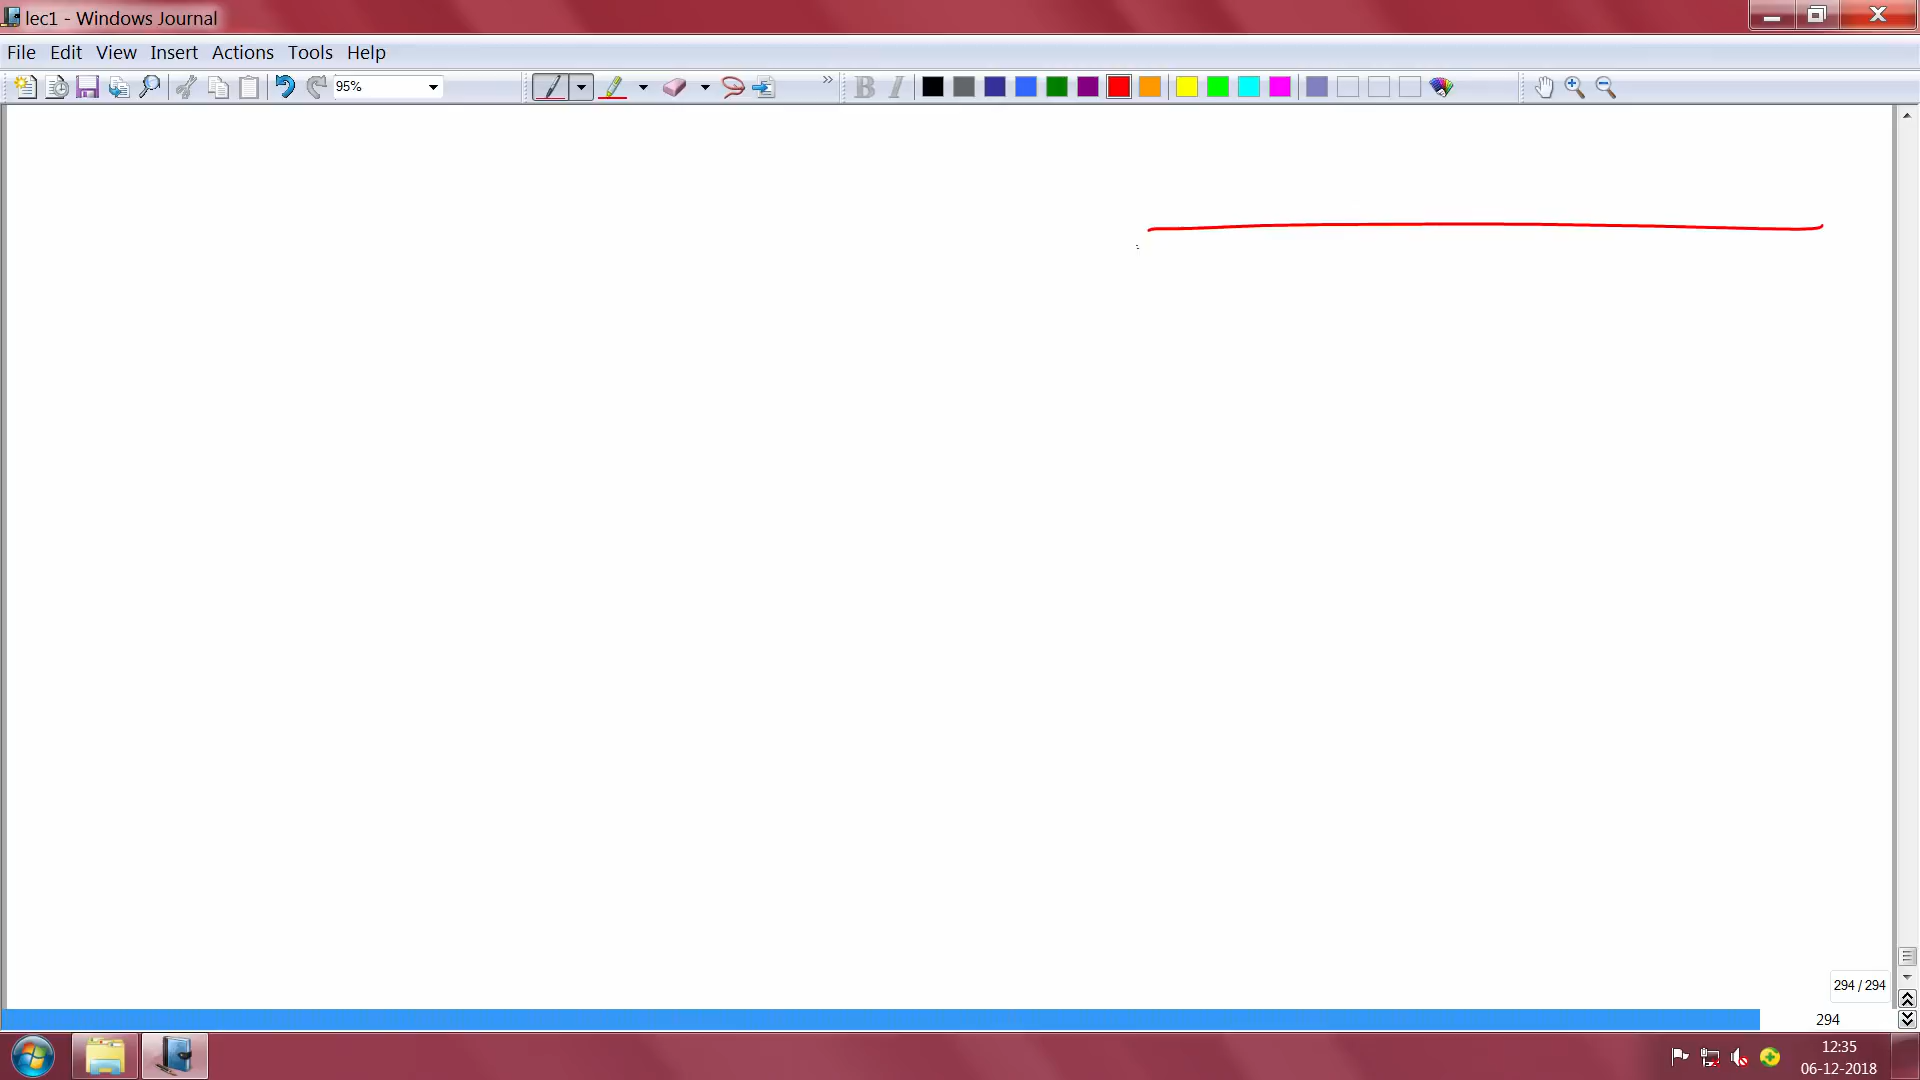 lec1 - Windows Journal
File Edit View Insert Actions Tools Help
95% B I
294 / 294
294
12:35
06-12-2018